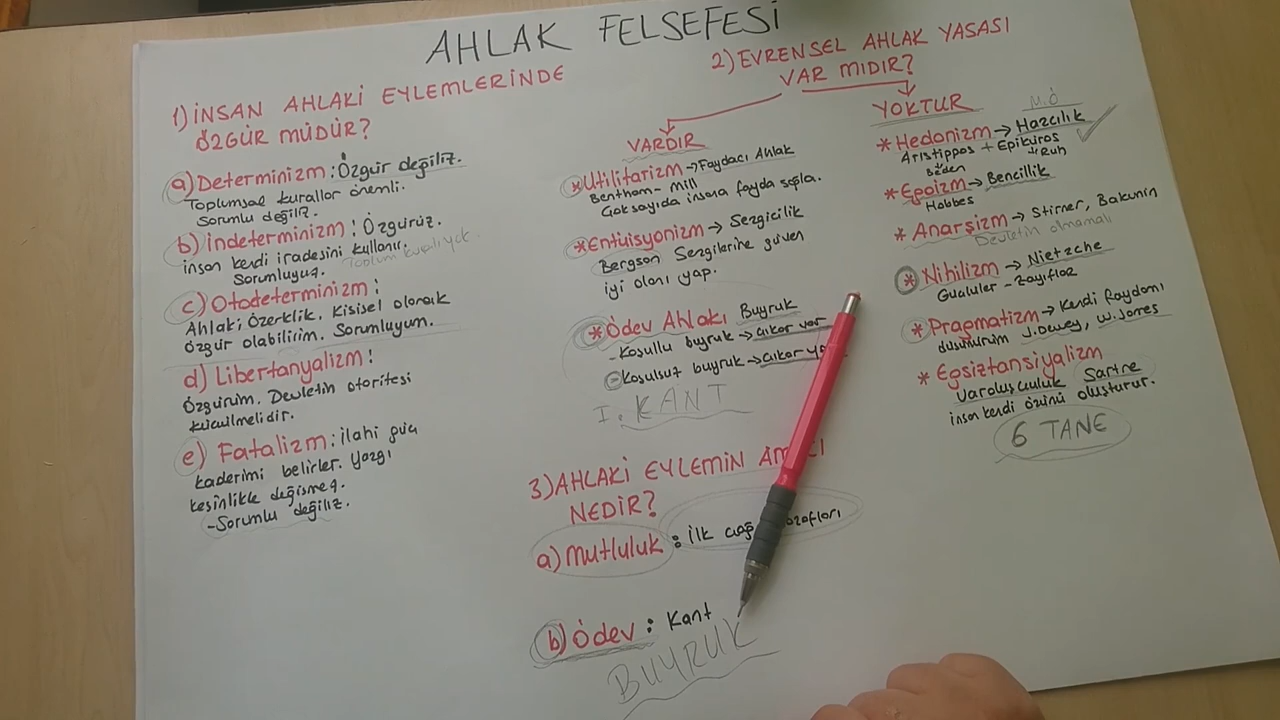 AHLAK FELSEFESİ
1) İNSAN AHLAKİ EYLEMLERİNDE
ÖZGÜR MÜDÜR?
a) Determinizm: Özgür değiliz.
Toplumsal kurallar önemli.
Sorumlu değiliz.
b) İndeterminizm: Özgürüz.
insan kendi iradesini kullanır.
Sorumluyuz.
c) Otodeterminizm:
Ahlaki Özerklik. Kişisel olarak
özgür olabilirim. Sorumluyum.
d) Libertanyalizm:
Özgürüm. Devletin otoritesi
küçülmelidir.
e) Fatalizm: ilahi güç
kaderimi belirler. Yazgı
kesinlikle değişmez.
-Sorumlu değiliz.
2) EVRENSEL AHLAK YASASI
VAR MIDIR?
VARDIR
*Utilitarizm → Faydacı Ahlak
Bentham - Mill
Çok sayıda insana fayda sağla.
*Entüisyonizm → Sezgicilik
Bergson Sezgilerine güven
iyi olanı yap.
*Ödev Ahlakı Buyruk
-Koşullu buyruk → çıkar var
-Koşulsuz buyruk → çıkar
I. KANT
YOKTUR
M.Ö
*Hedonizm → Hazcılık
Aristippos + Epikuros
Beden Ruh
*Egoizm → Bencillik
Hobbes
*Anarşizm → Stirner, Bakunin
Devletin olmamalı
*Nihilizm → Nietzche
Güçlüler - Zayıflar
*Pragmatizm → Kendi faydamı
düşünürüm J. Dewey, W. James
*Egsiztansiyalizm
Varoluşçuluk Sartre
insan kendi özünü oluşturur.
6 TANE
3) AHLAKİ EYLEMİN
NEDİR?
a) Mutluluk: İlk çağ
b) Ödev: Kant
BUYRUK